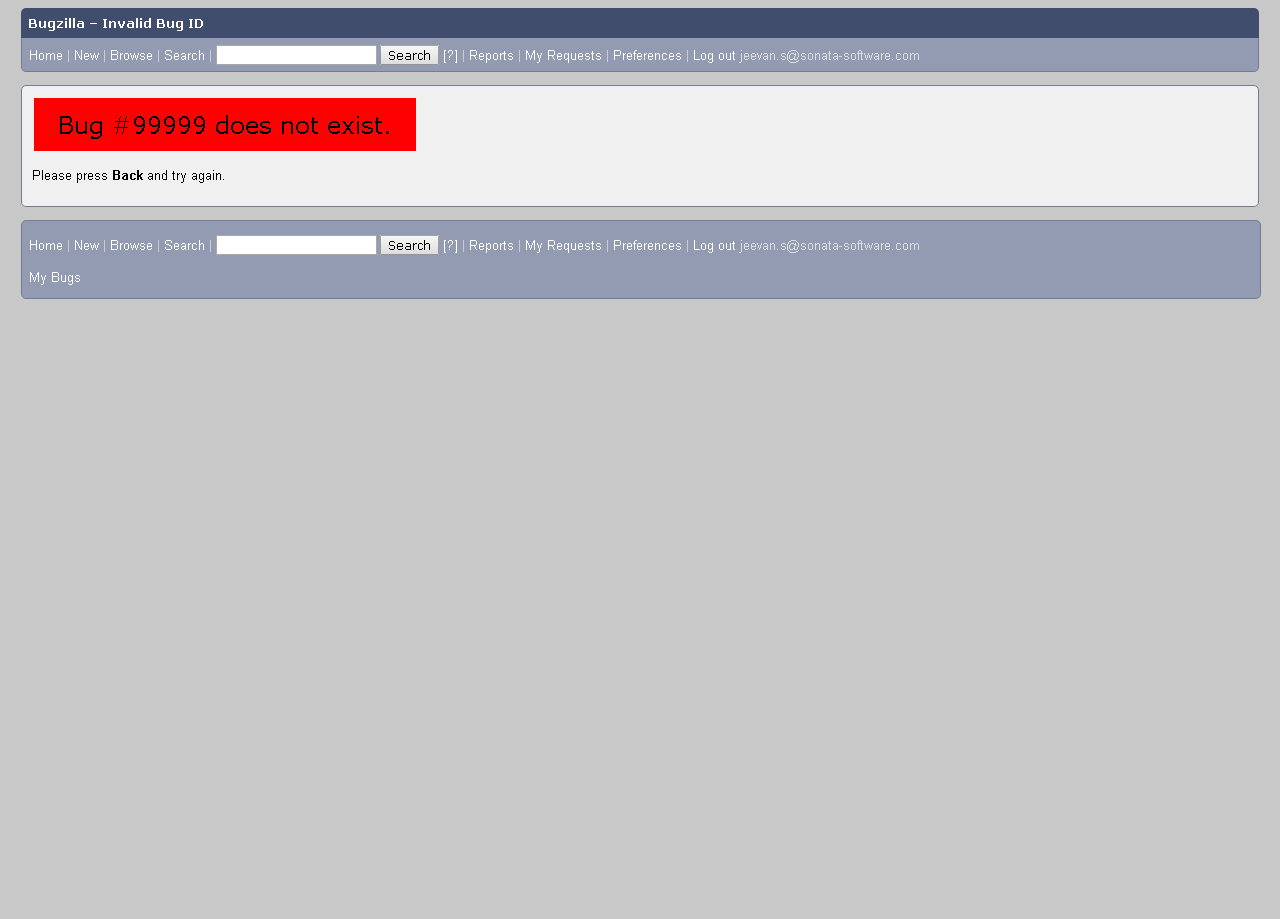 Bugzilla – Invalid Bug ID
Home | New | Browse | Search | Search [?] | Reports | My Requests | Preferences | Log out jeevan.s@sonata-software.com
Bug #99999 does not exist.
Please press Back and try again.
Home | New | Browse | Search | Search [?] | Reports | My Requests | Preferences | Log out jeevan.s@sonata-software.com
My Bugs